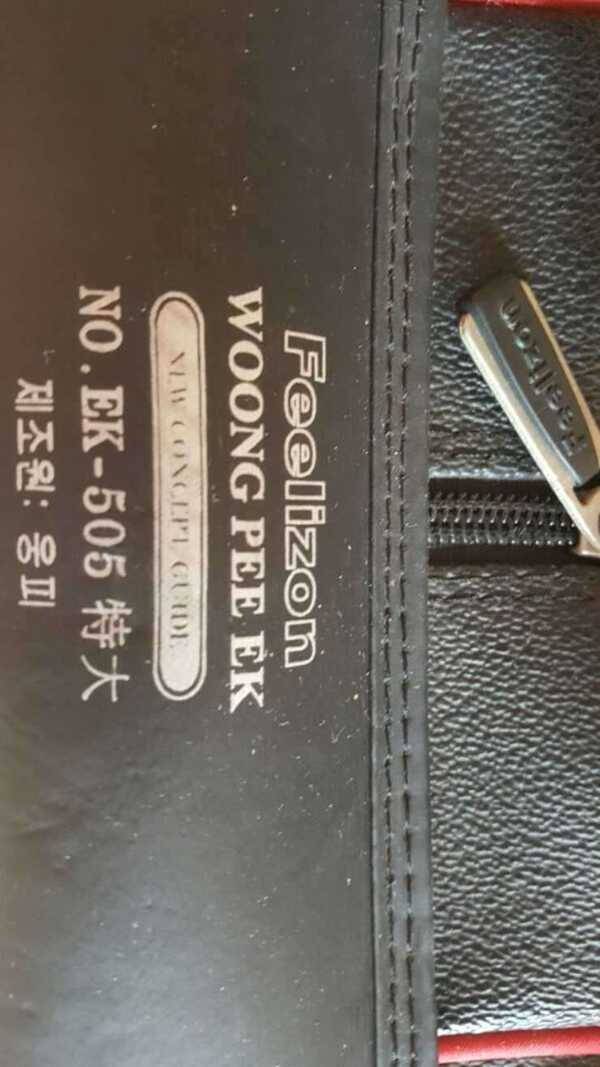 Feelizon
WOONG PEE EK
NEW CONCEPT GUIDE
NO.EK-505 特大
제조원: 웅피
Feelizon